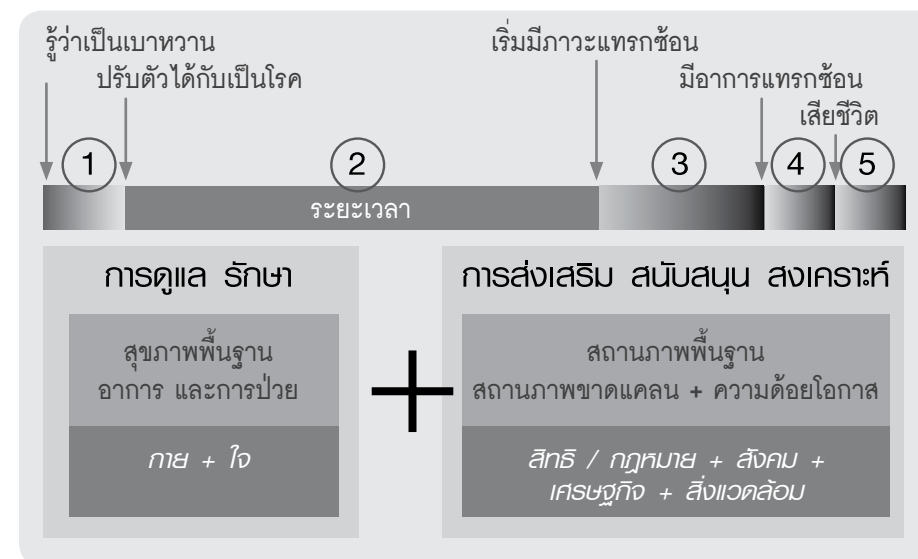 รู้ว่าเป็นเบาหวาน
ปรับตัวได้กับเป็นโรค
เริ่มมีภาวะแทรกซ้อน
มีอาการแทรกซ้อน
เสียชีวิต
1 2 3 4 5
ระยะเวลา
การดูแล รักษา
สุขภาพพื้นฐาน
อาการ และการป่วย
กาย + ใจ
+
การส่งเสริม สนับสนุน สงเคราะห์
สถานภาพพื้นฐาน
สถานภาพขาดแคลน + ความด้อยโอกาส
สิทธิ / กฎหมาย + สังคม +
เศรษฐกิจ + สิ่งแวดล้อม